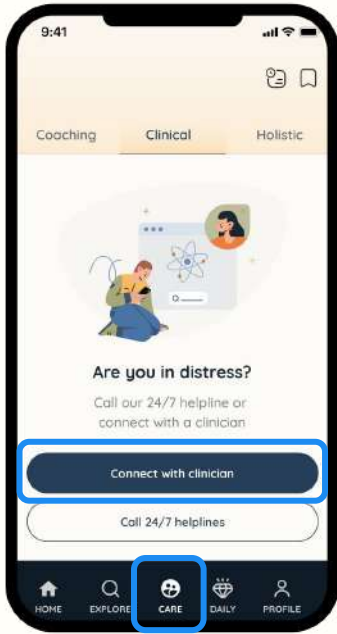 9:41
Coaching Clinical Holistic
Are you in distress?
Call our 24/7 helpline or
connect with a clinician
Connect with clinician
Call 24/7 helplines
HOME EXPLORE CARE DAILY PROFILE